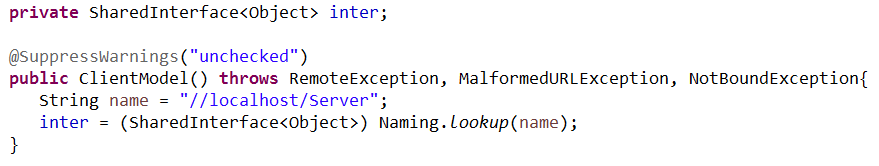 private SharedInterface<Object> inter;
@SuppressWarnings("unchecked")
public ClientModel() throws RemoteException, MalformedURLException, NotBoundException{
String name = "//localhost/Server";
inter = (SharedInterface<Object>) Naming.lookup(name);
}